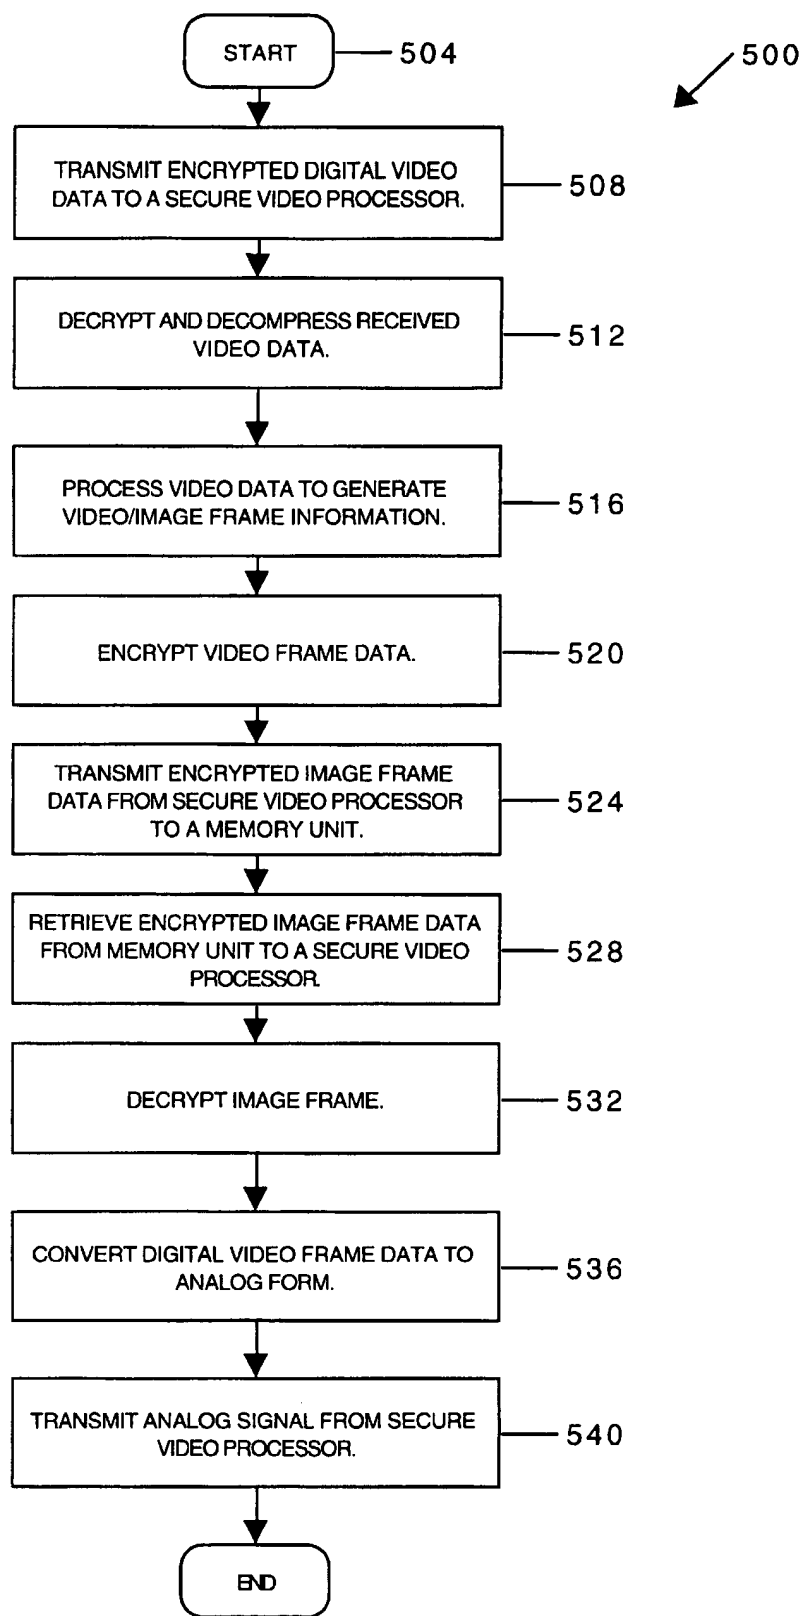 START
504
500
TRANSMIT ENCRYPTED DIGITAL VIDEO
DATA TO A SECURE VIDEO PROCESSOR.
508
DECRYPT AND DECOMPRESS RECEIVED
VIDEO DATA.
512
PROCESS VIDEO DATA TO GENERATE
VIDEO/IMAGE FRAME INFORMATION.
516
ENCRYPT VIDEO FRAME DATA.
520
TRANSMIT ENCRYPTED IMAGE FRAME
DATA FROM SECURE VIDEO PROCESSOR
TO A MEMORY UNIT.
524
RETRIEVE ENCRYPTED IMAGE FRAME DATA
FROM MEMORY UNIT TO A SECURE VIDEO
PROCESSOR.
528
DECRYPT IMAGE FRAME.
532
CONVERT DIGITAL VIDEO FRAME DATA TO
ANALOG FORM.
536
TRANSMIT ANALOG SIGNAL FROM SECURE
VIDEO PROCESSOR.
540
END